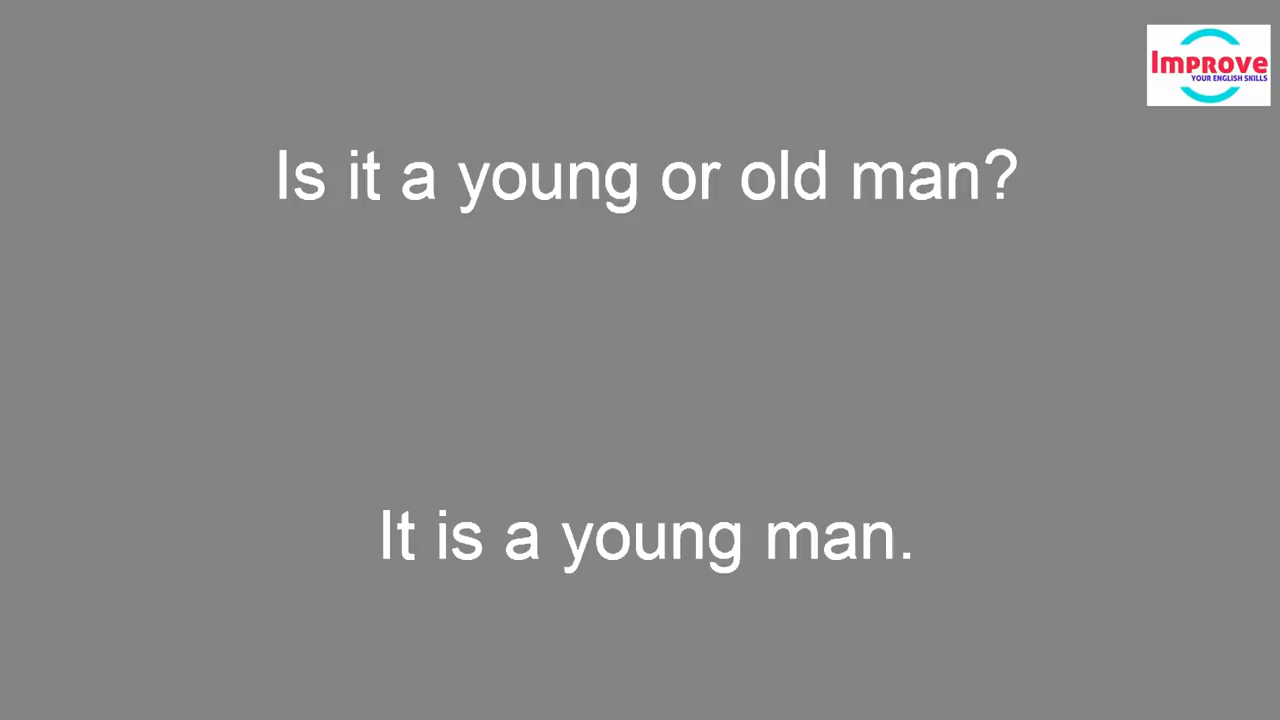 Improve
YOUR ENGLISH SKILLS
Is it a young or old man?
It is a young man.